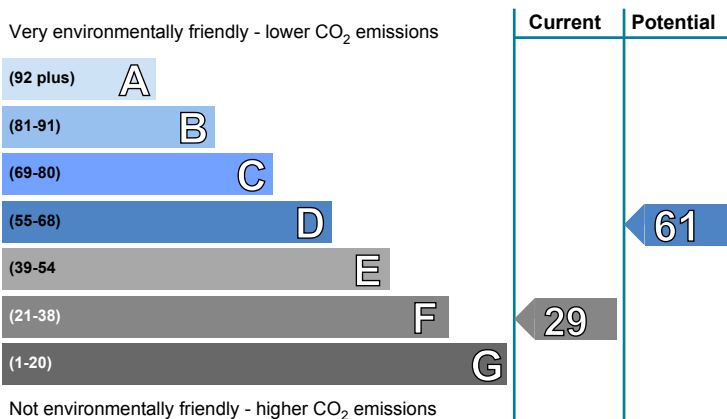 Current Potential
Very environmentally friendly - lower CO₂ emissions
(92 plus) A
(81-91) B
(69-80) C
(55-68) D
61
(39-54 E
(21-38) F
29
(1-20) G
Not environmentally friendly - higher CO₂ emissions